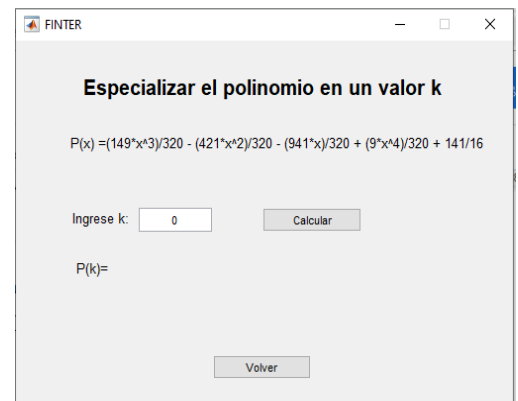 FINTER
Especializar el polinomio en un valor k
P(x) =(149*x^3)/320 - (421*x^2)/320 - (941*x)/320 + (9*x^4)/320 + 141/16
Ingrese k: 0 Calcular
P(k)=
Volver